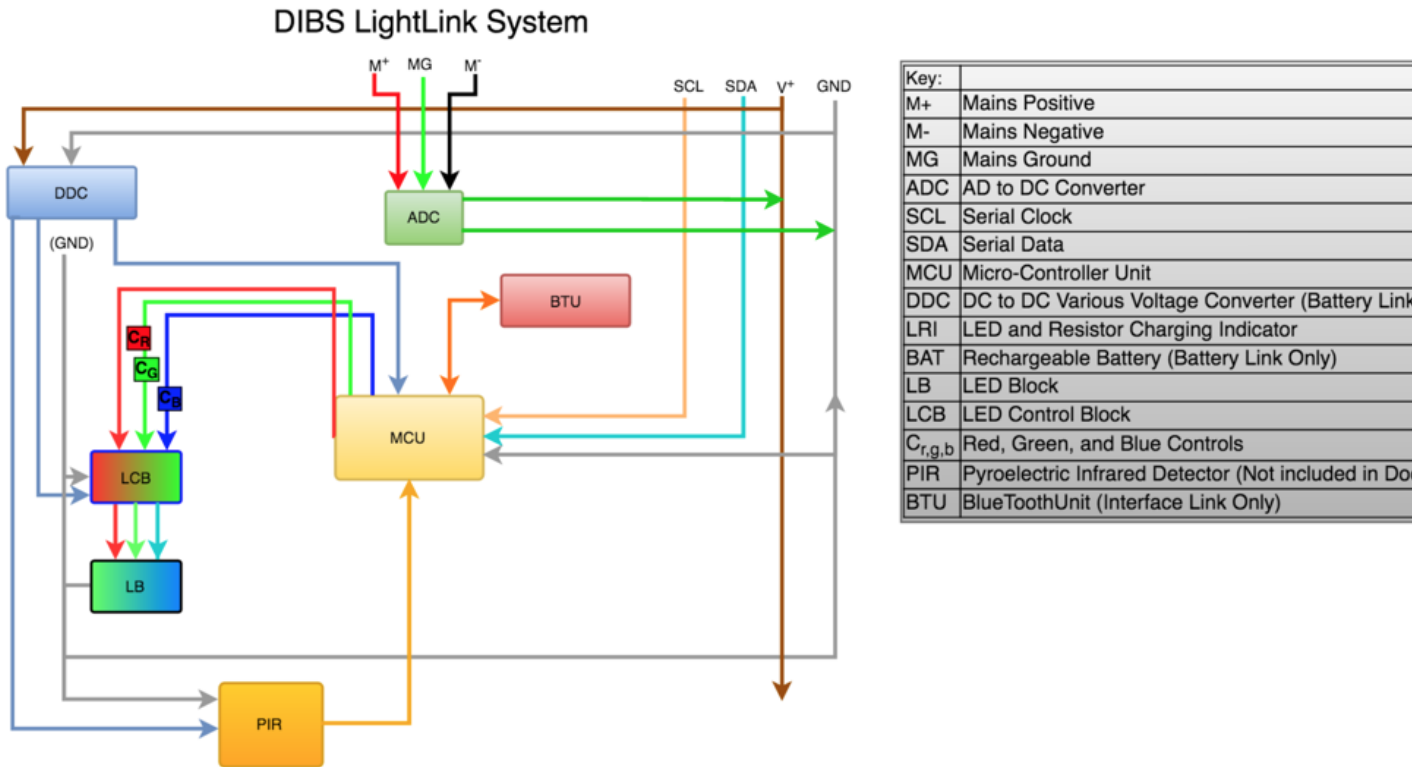 DIBS LightLink System
M+ MG M-
SCL SDA V+ GND
DDC
ADC
(GND)
BTU
CR
CG
CB
MCU
LCB
LB
PIR
Key:
M+ Mains Positive
M- Mains Negative
MG Mains Ground
ADC AD to DC Converter
SCL Serial Clock
SDA Serial Data
MCU Micro-Controller Unit
DDC DC to DC Various Voltage Converter (Battery Link
LRI LED and Resistor Charging Indicator
BAT Rechargeable Battery (Battery Link Only)
LB LED Block
LCB LED Control Block
Cr,g,b Red, Green, and Blue Controls
PIR Pyroelectric Infrared Detector (Not included in
BTU BlueToothUnit (Interface Link Only)